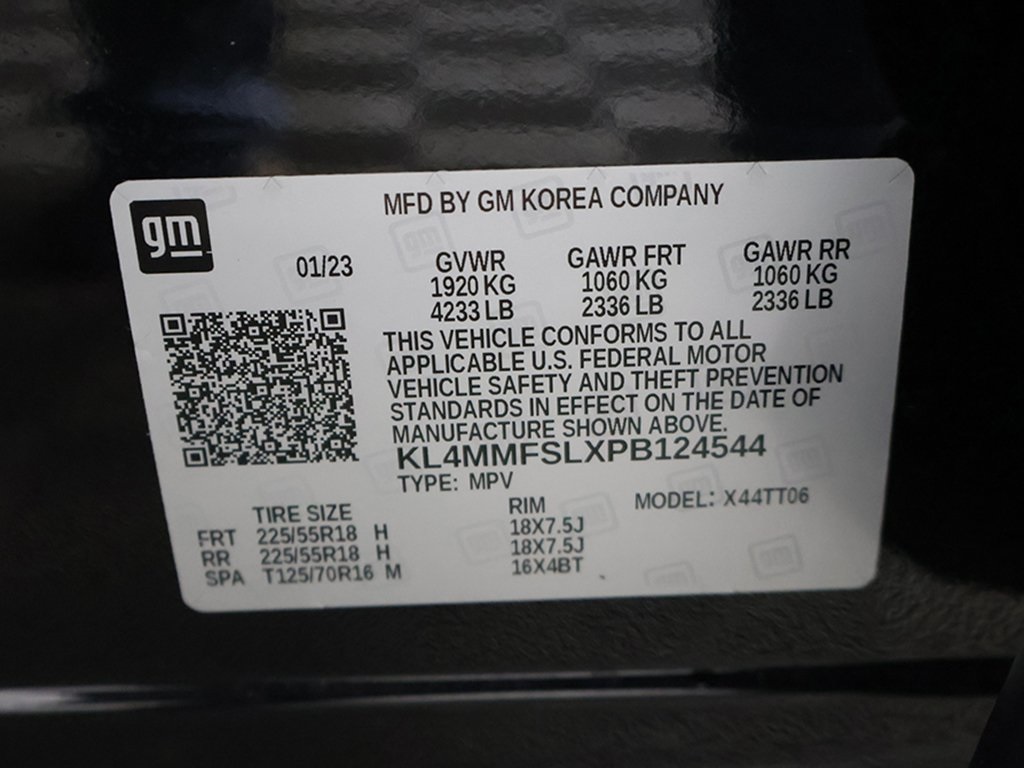 gm
MFD BY GM KOREA COMPANY
01/23
GVWR GAWR FRT GAWR RR
1920 KG 1060 KG 1060 KG
4233 LB 2336 LB 2336 LB
THIS VEHICLE CONFORMS TO ALL
APPLICABLE U.S. FEDERAL MOTOR
VEHICLE SAFETY AND THEFT PREVENTION
STANDARDS IN EFFECT ON THE DATE OF
MANUFACTURE SHOWN ABOVE.
KL4MMFSLXPB124544
TYPE: MPV MODEL: X44TT06
TIRE SIZE RIM
FRT 225/55R18 H 18X7.5J
RR 225/55R18 H 18X7.5J
SPA T125/70R16 M 16X4BT